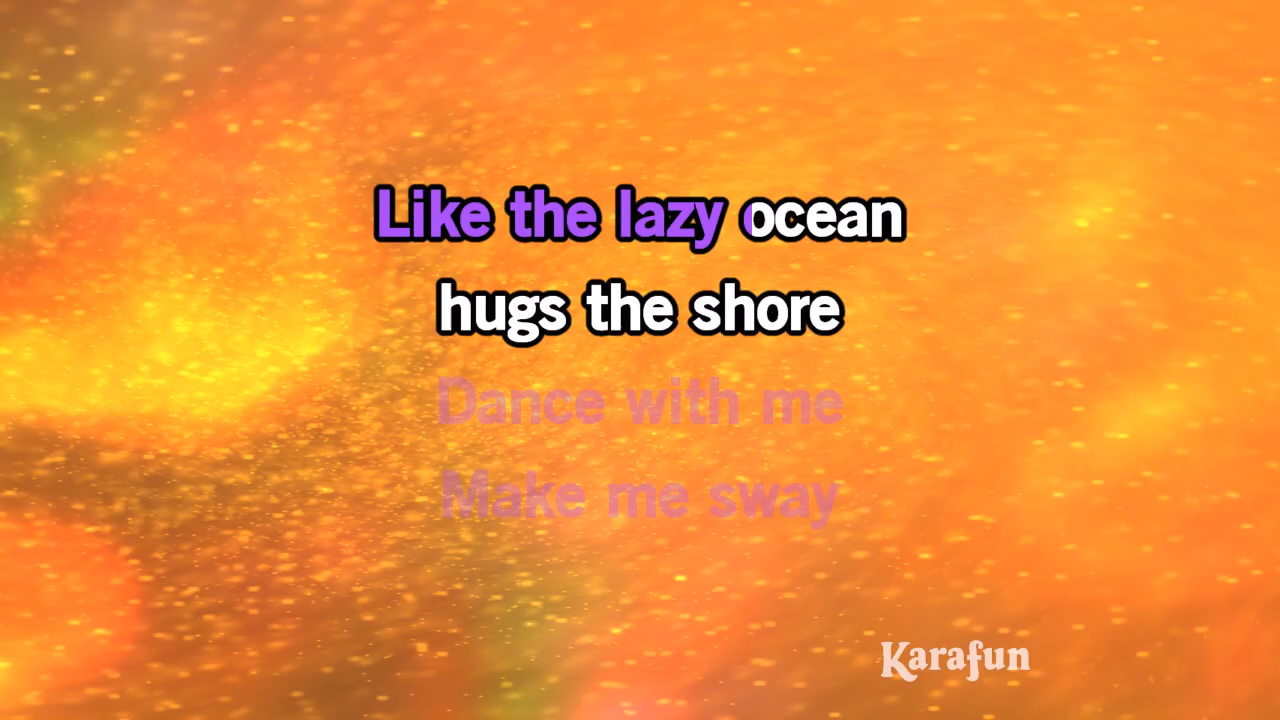 Like the lazy ocean
hugs the shore
Dance with me
Make me sway
Karafun